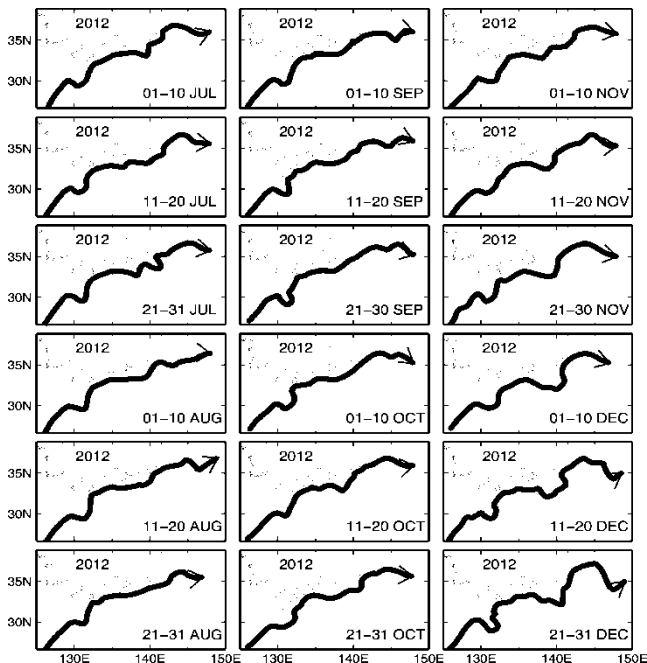 2012 2012 2012
35N
30N
01-10 JUL 01-10 SEP 01-10 NOV
2012 2012 2012
35N
30N
11-20 JUL 11-20 SEP 11-20 NOV
2012 2012 2012
35N
30N
21-31 JUL 21-30 SEP 21-30 NOV
2012 2012 2012
35N
30N
01-10 AUG 01-10 OCT 01-10 DEC
2012 2012 2012
35N
30N
11-20 AUG 11-20 OCT 11-20 DEC
2012 2012 2012
35N
30N
21-31 AUG 21-31 OCT 21-31 DEC
130E 140E 150E 130E 140E 150E 130E 140E 150E